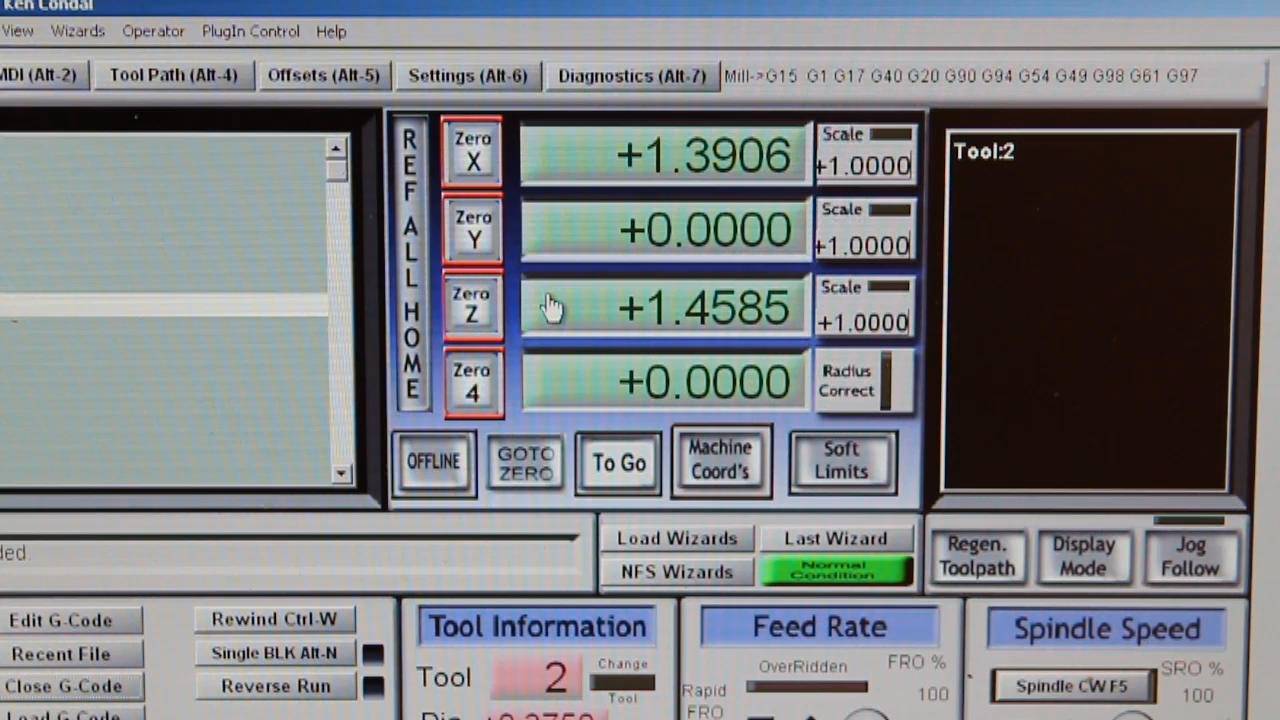 Ken Condal
View Wizards Operator PlugIn Control Help
MDI (Alt-2) Tool Path (Alt-4) Offsets (Alt-5) Settings (Alt-6) Diagnostics (Alt-7) Mill->G15 G1 G17 G40 G20 G90 G94 G54 G49 G98 G61 G97
REF ALL HOME
Zero X +1.3906 Scale +1.0000
Zero Y +0.0000 Scale +1.0000
Zero Z +1.4585 Scale +1.0000
Zero 4 +0.0000 Radius Correct
Tool:2
OFFLINE GOTO ZERO To Go Machine Coord's Soft Limits
Load Wizards Last Wizard
NFS Wizards Normal Condition
Regen. Toolpath Display Mode Jog Follow
Edit G-Code Rewind Ctrl-W
Recent File Single BLK Alt-N
Close G-Code Reverse Run
Load G-Code
Tool Information
Tool 2 Change Tool
Feed Rate
OverRidden FRO %
Rapid FRO 100
Spindle Speed
Spindle CW F5 SRO %
100